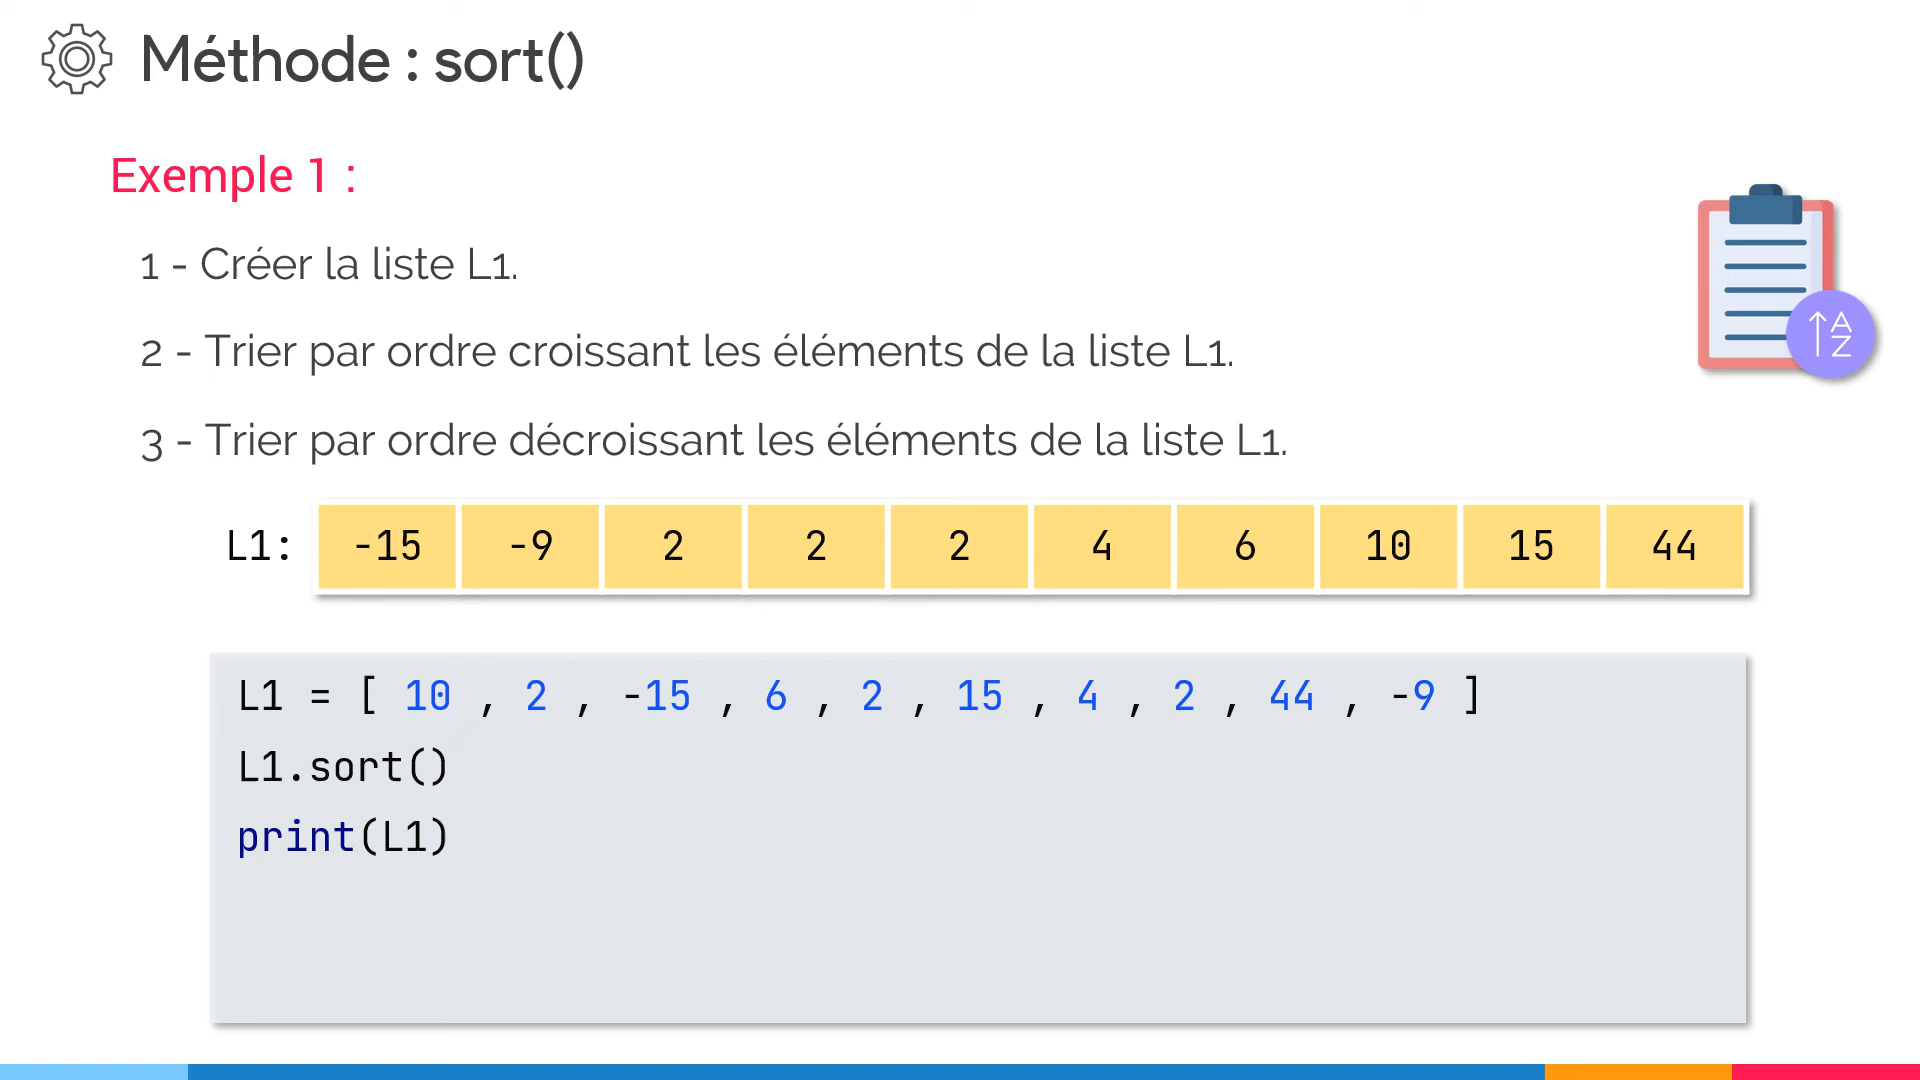 Méthode : sort()
Exemple 1 :
1 - Créer la liste L1.
2 - Trier par ordre croissant les éléments de la liste L1.
3 - Trier par ordre décroissant les éléments de la liste L1.
A
Z
L1: -15 -9 2 2 2 4 6 10 15 44
L1 = [ 10 , 2 , -15 , 6 , 2 , 15 , 4 , 2 , 44 , -9 ]
L1.sort()
print(L1)